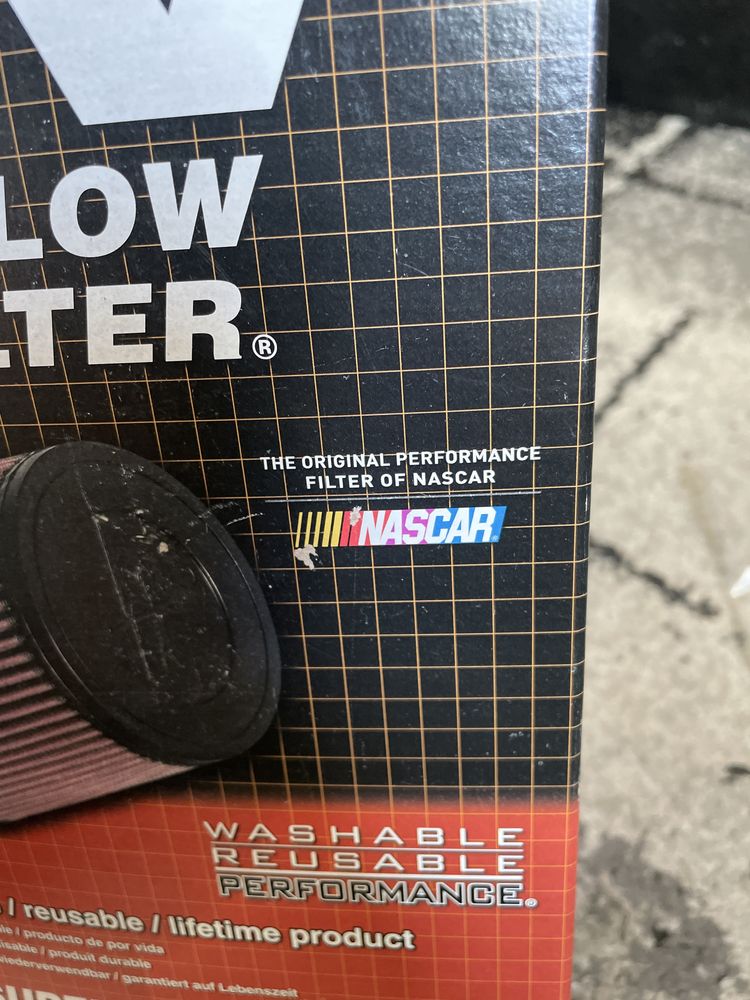 LOW
LTER®
THE ORIGINAL PERFORMANCE
FILTER OF NASCAR
NASCAR
WASHABLE
REUSABLE
PERFORMANCE®
/ reusable / lifetime product
/ producto de por vida
/ produit durable
wiederverwendbar / garantiert auf Lebenszeit